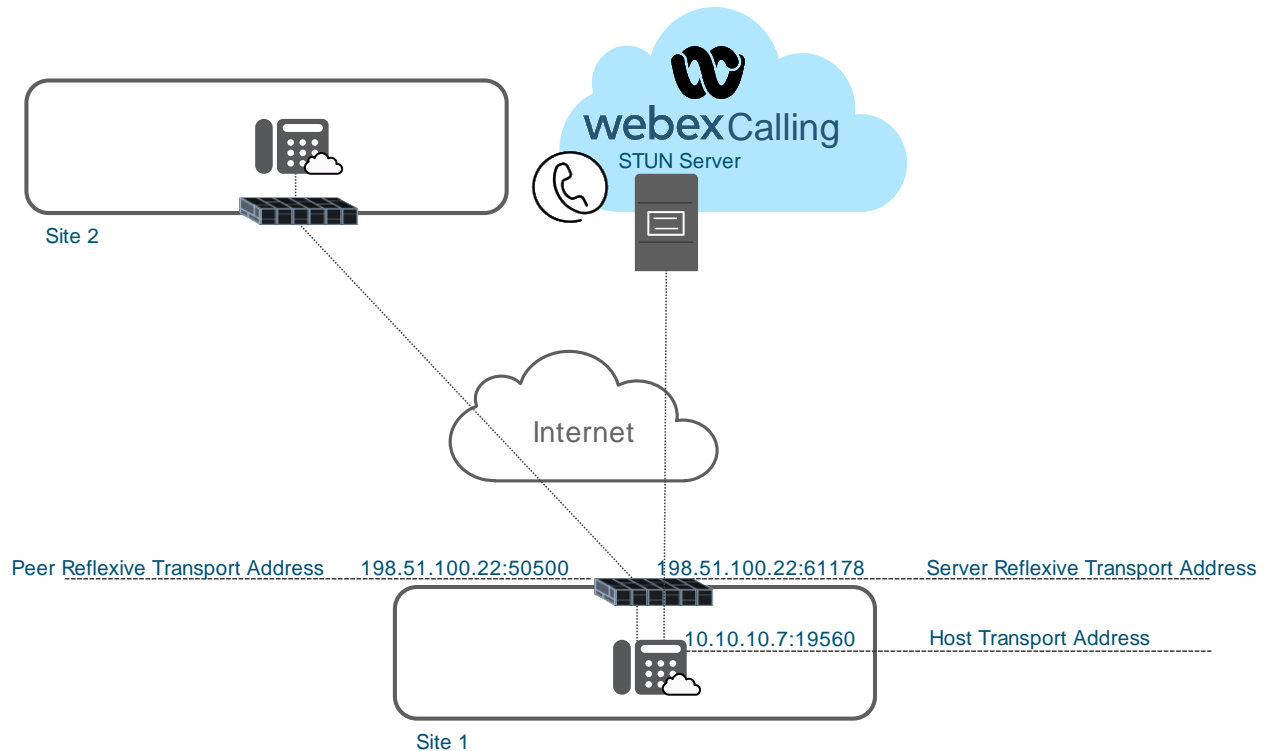 webex Calling
STUN Server
Site 2
Internet
Peer Reflexive Transport Address 198.51.100.22:50500 198.51.100.22:61178 Server Reflexive Transport Address
10.10.10.7:19560 Host Transport Address
Site 1